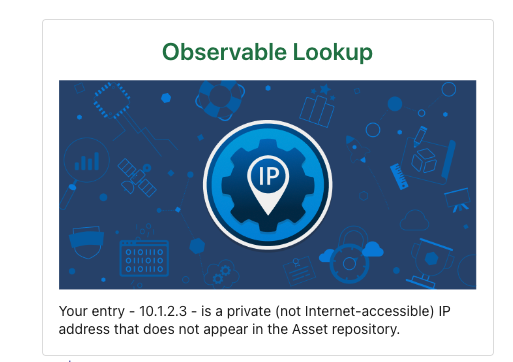 Observable Lookup
IP
Your entry - 10.1.2.3 - is a private (not Internet-accessible) IP
address that does not appear in the Asset repository.